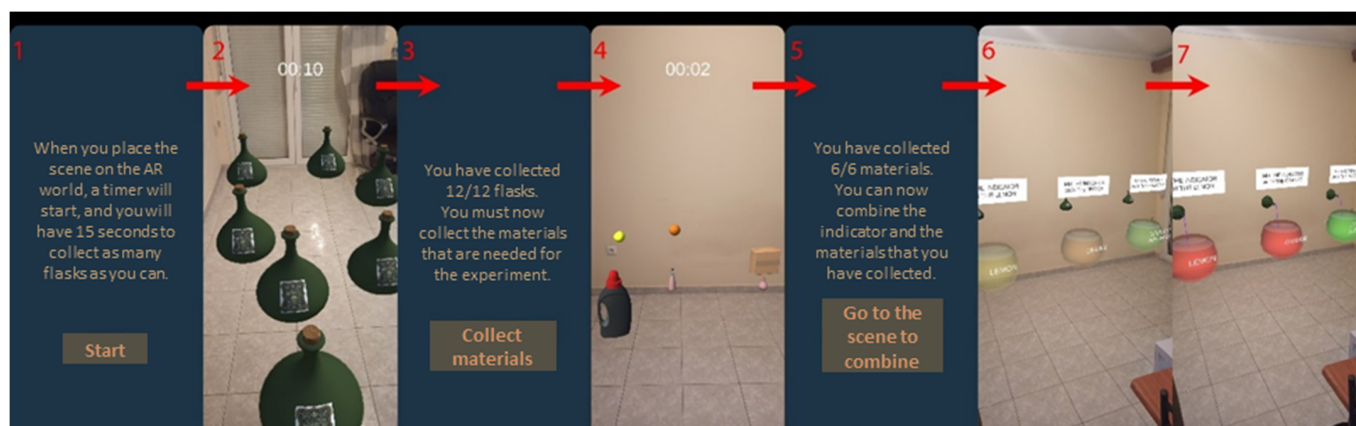 1
When you place the
scene on the AR
world, a timer will
start, and you will
have 15 seconds to
collect as many
flasks as you can.
Start
2
00:10
3
You have collected
12/12 flasks.
You must now
collect the materials
that are needed for
the experiment.
Collect
materials
4
00:02
5
You have collected
6/6 materials.
You can now
combine the
indicator and the
materials that you
have collected.
Go to the
scene to
combine
6
INDICATOR
LEMON
LEMON
7
LEMON